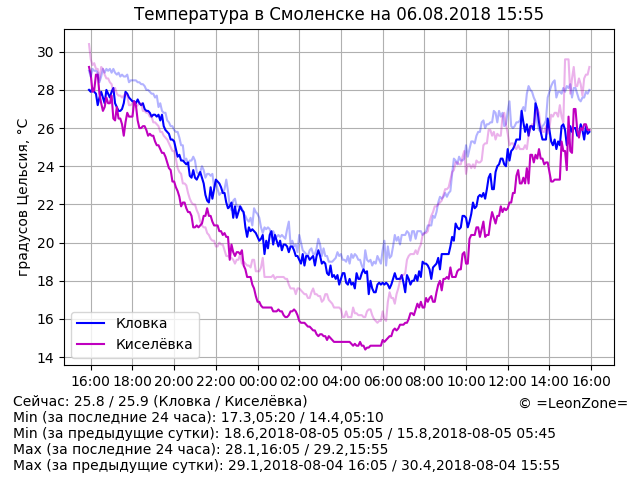 Температура в Смоленске на 06.08.2018 15:55
градусов Цельсия, °C
30
28
26
24
22
20
18
16
14
Кловка
Киселёвка
16:00 18:00 20:00 22:00 00:00 02:00 04:00 06:00 08:00 10:00 12:00 14:00 16:00
Сейчас: 25.8 / 25.9 (Кловка / Киселёвка)
© =LeonZone=
Min (за последние 24 часа): 17.3,05:20 / 14.4,05:10
Min (за предыдущие сутки): 18.6,2018-08-05 05:05 / 15.8,2018-08-05 05:45
Max (за последние 24 часа): 28.1,16:05 / 29.2,15:55
Max (за предыдущие сутки): 29.1,2018-08-04 16:05 / 30.4,2018-08-04 15:55